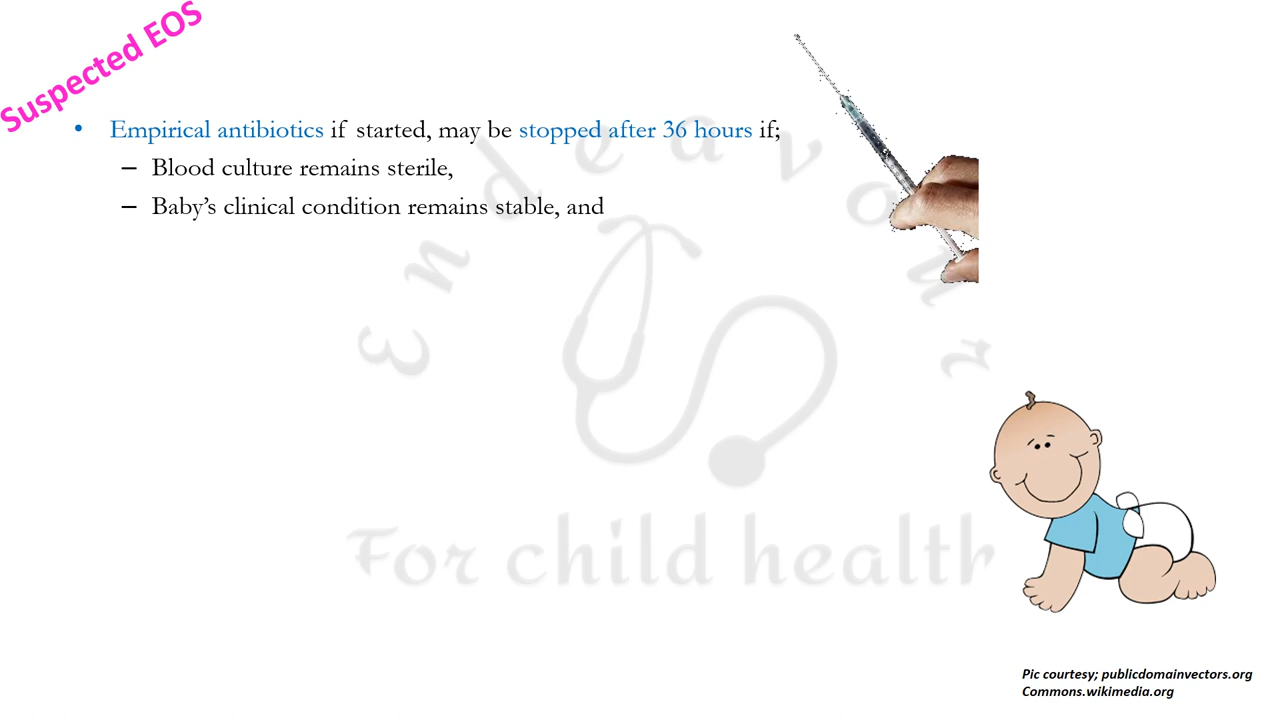 Suspected EOS
• Empirical antibiotics if started, may be stopped after 36 hours if;
– Blood culture remains sterile,
– Baby’s clinical condition remains stable, and
Endeavour
For child health
Pic courtesy; publicdomainvectors.org
Commons.wikimedia.org